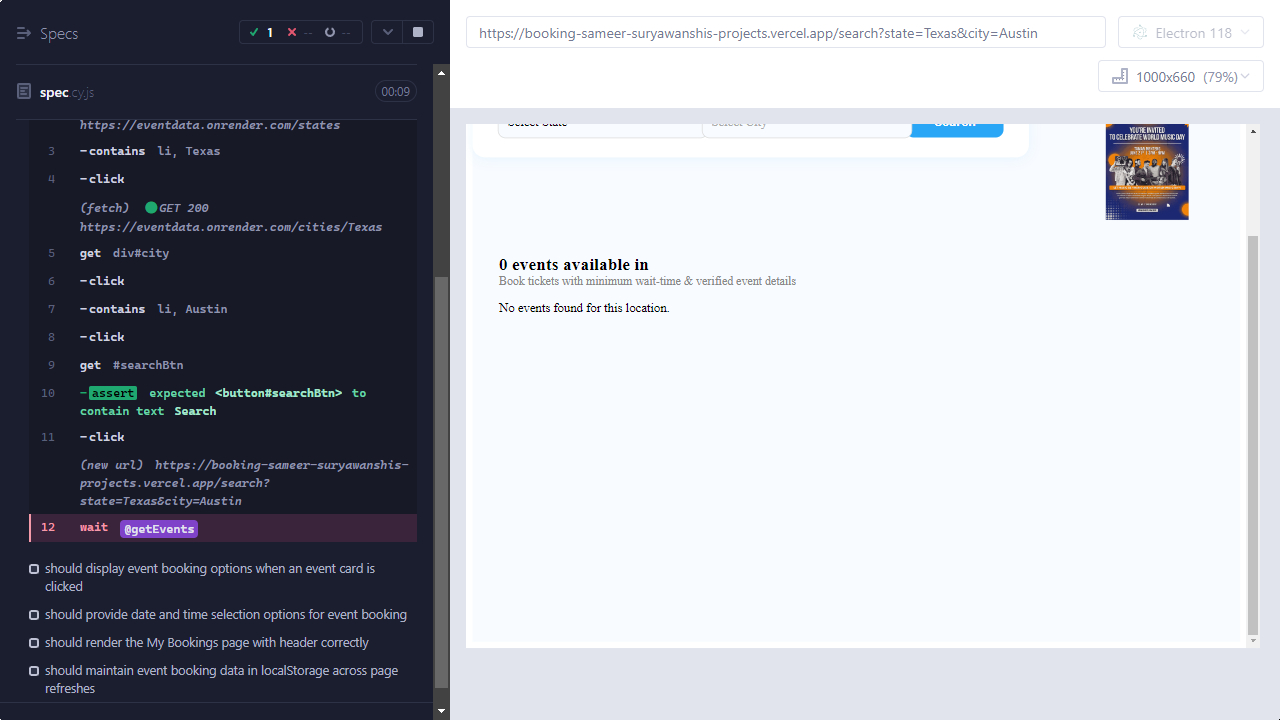 Specs
1
--
--
spec.cy.js
00:09
https://eventdata.onrender.com/states
3 -contains li, Texas
4 -click
(fetch) GET 200
https://eventdata.onrender.com/cities/Texas
5 get div#city
6 -click
7 -contains li, Austin
8 -click
9 get #searchBtn
10 -assert expected <button#searchBtn> to
contain text Search
11 -click
(new url) https://booking-sameer-suryawanshis-
projects.vercel.app/search?
state=Texas&city=Austin
12 wait @getEvents
should display event booking options when an event card is
clicked
should provide date and time selection options for event booking
should render the My Bookings page with header correctly
should maintain event booking data in localStorage across page
refreshes
https://booking-sameer-suryawanshis-projects.vercel.app/search?state=Texas&city=Austin
Electron 118
1000x660 (79%)
Select State
Select City
Search
YOU'RE INVITED
TO CELEBRATE WORLD MUSIC DAY
0 events available in
Book tickets with minimum wait-time & verified event details
No events found for this location.